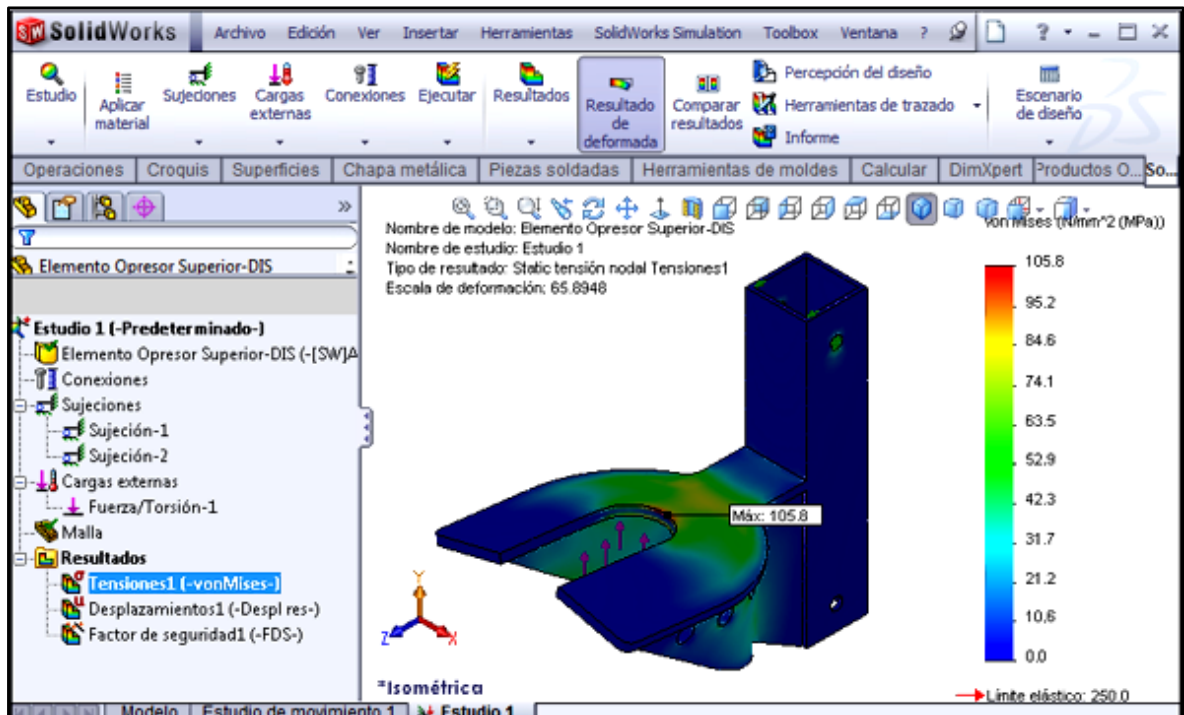 SolidWorks Archivo Edición Ver Insertar Herramientas SolidWorks Simulation Toolbox Ventana ?
Estudio Aplicar material Sujeciones Cargas externas Conexiones Ejecutar Resultados Resultado de deformada Comparar resultados
Percepción del diseño
Herramientas de trazado
Informe
Escenario de diseño
Operaciones Croquis Superficies Chapa metálica Piezas soldadas Herramientas de moldes Calcular DimXpert Productos O... So...
Elemento Opresor Superior-DIS
Estudio 1 (-Predeterminado-)
Elemento Opresor Superior-DIS (-[SW]A
Conexiones
Sujeciones
Sujeción-1
Sujeción-2
Cargas externas
Fuerza/Torsión-1
Malla
Resultados
Tensiones1 (-vonMises-)
Desplazamientos1 (-Despl res-)
Factor de seguridad1 (-FDS-)
Nombre de modelo: Elemento Opresor Superior-DIS
Nombre de estudio: Estudio 1
Tipo de resultado: Static tensión nodal Tensiones1
Escala de deformación: 65.8948
Máx: 105.8
Y
Z
X
*Isométrica
von Mises (N/mm^2 (MPa))
105.8
95.2
84.6
74.1
63.5
52.9
42.3
31.7
21.2
10.6
0.0
Límite elástico: 250.0
Modelo Estudio de movimiento 1 Estudio 1